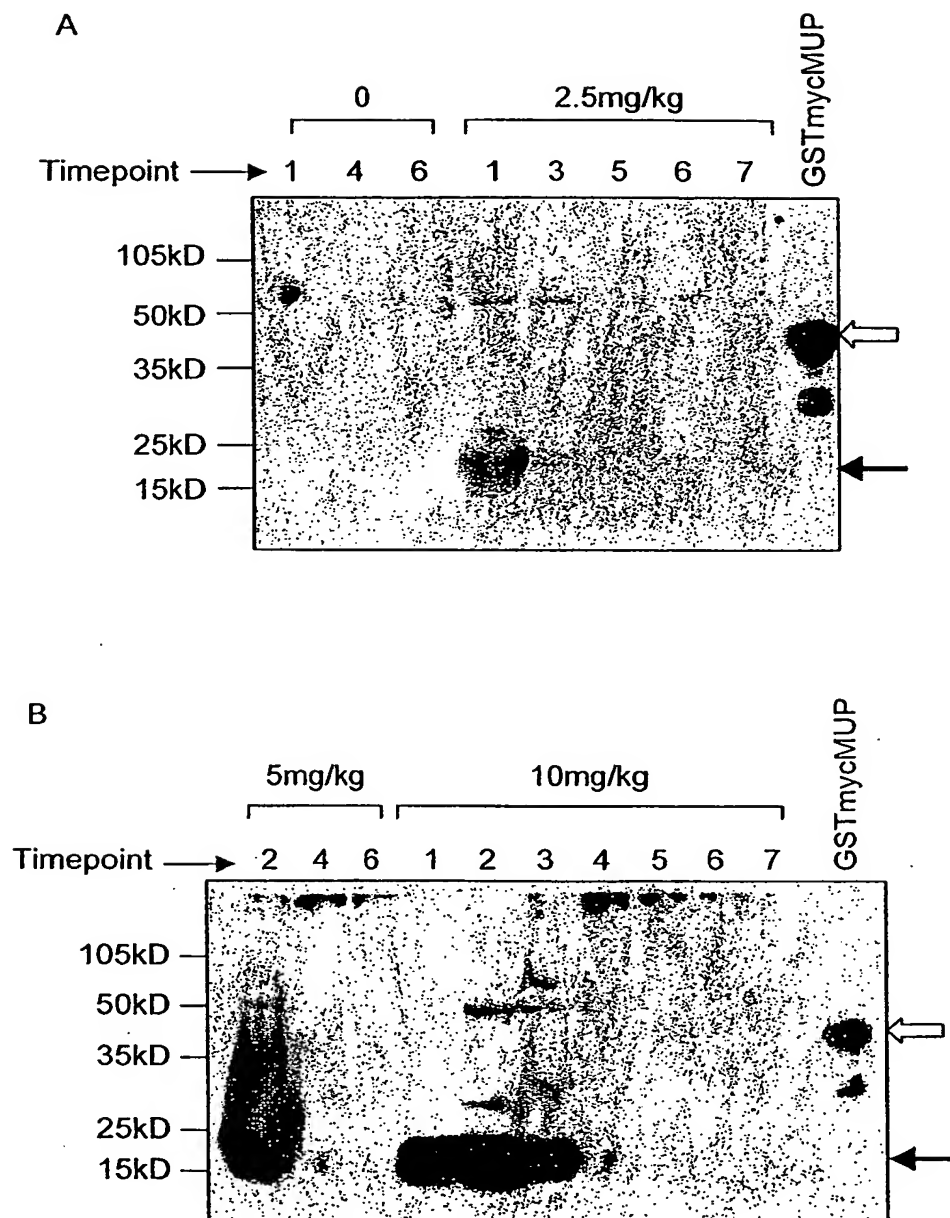 A
0 2.5mg/kg GSTmycMUP
Timepoint 1 4 6 1 3 5 6 7
105kD
50kD
35kD
25kD
15kD
B
5mg/kg 10mg/kg GSTmycMUP
Timepoint 2 4 6 1 2 3 4 5 6 7
105kD
50kD
35kD
25kD
15kD